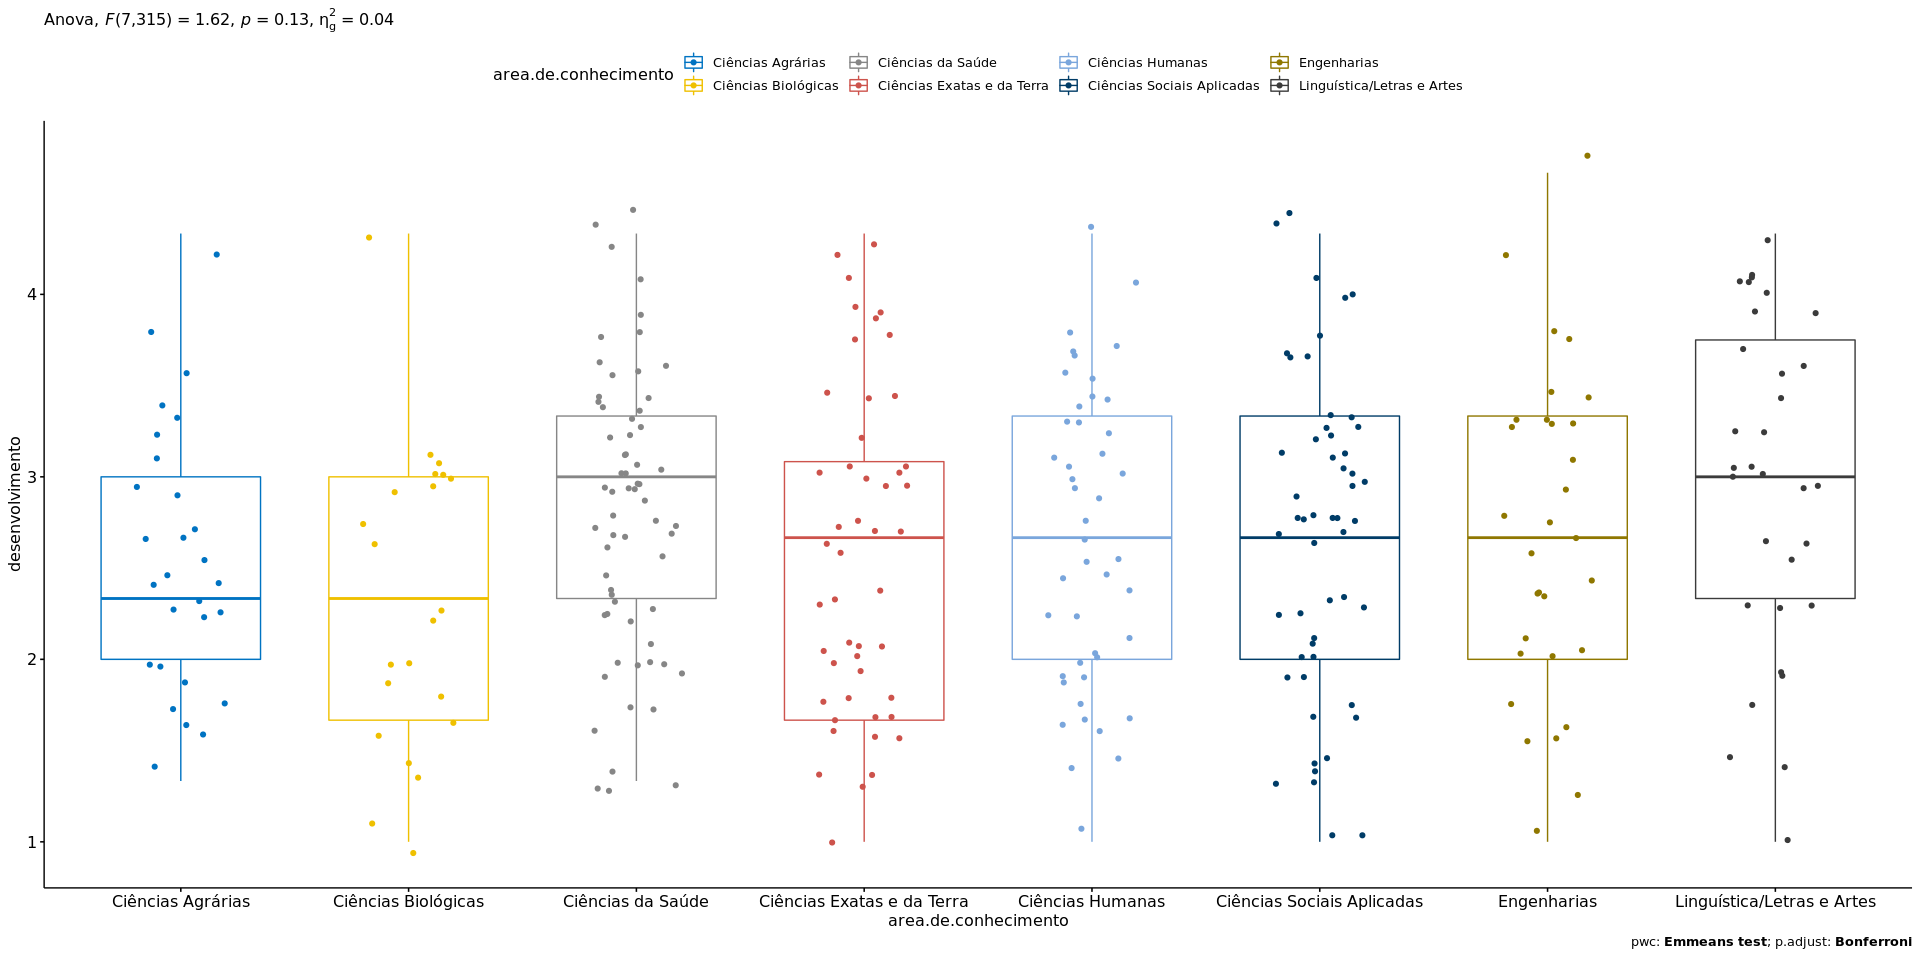 Anova, F(7,315) = 1.62, p = 0.13, η²g = 0.04
area.de.conhecimento
Ciências Agrárias
Ciências da Saúde
Ciências Humanas
Engenharias
Ciências Biológicas
Ciências Exatas e da Terra
Ciências Sociais Aplicadas
Linguística/Letras e Artes
desenvolvimento
4
3
2
1
Ciências Agrárias
Ciências Biológicas
Ciências da Saúde
Ciências Exatas e da Terra
Ciências Humanas
Ciências Sociais Aplicadas
Engenharias
Linguística/Letras e Artes
area.de.conhecimento
pwc: Emmeans test; p.adjust: Bonferroni